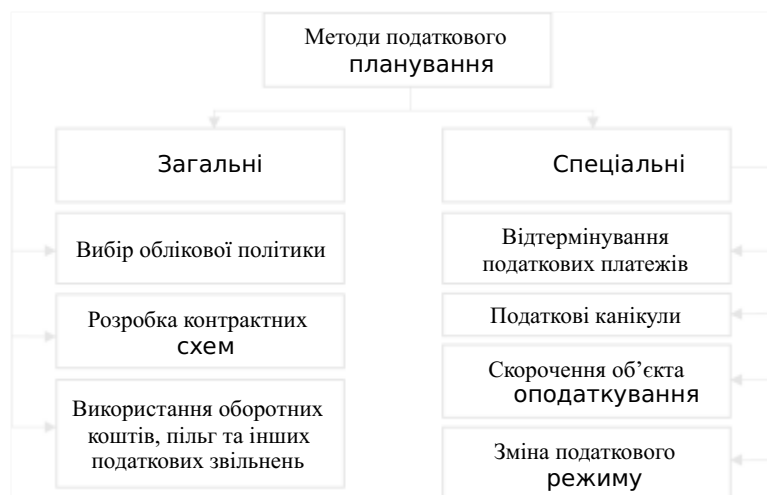 Методи податкового
планування
Загальні
Вибір облікової політики
Розробка контрактних
схем
Використання оборотних
коштів, пільг та інших
податкових звільнень
Спеціальні
Відтермінування
податкових платежів
Податкові канікули
Скорочення об’єкта
оподаткування
Зміна податкового
режиму